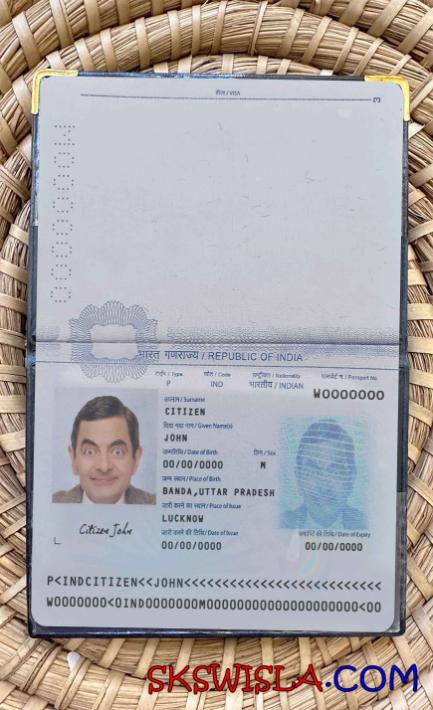 वीज़ा / VISA
3
W0000000
भारत गणराज्य / REPUBLIC OF INDIA
टाईप / Type कोड / Code राष्ट्रीयता / Nationality पासपोर्ट न. / Passport No.
P IND भारतीय / INDIAN W0000000
उपनाम / Surname
CITIZEN
दिया गया नाम / Given Name(s)
JOHN
जन्मतिथि / Date of Birth लिंग / Sex
00/00/0000 M
जन्म स्थान / Place of Birth
BANDA,UTTAR PRADESH
जारी करने का स्थान / Place of Issue
LUCKNOW
Citizen John
जारी करने की तिथि / Date of Issue समाप्ति की तिथि / Date of Expiry
00/00/0000 00/00/0000
P<INDCITIZEN<<JOHN<<<<<<<<<<<<<<<<<<<<<<<<<<
W0000000<0IND0000000M00000000000000000000<00
SKSWISLA.COM